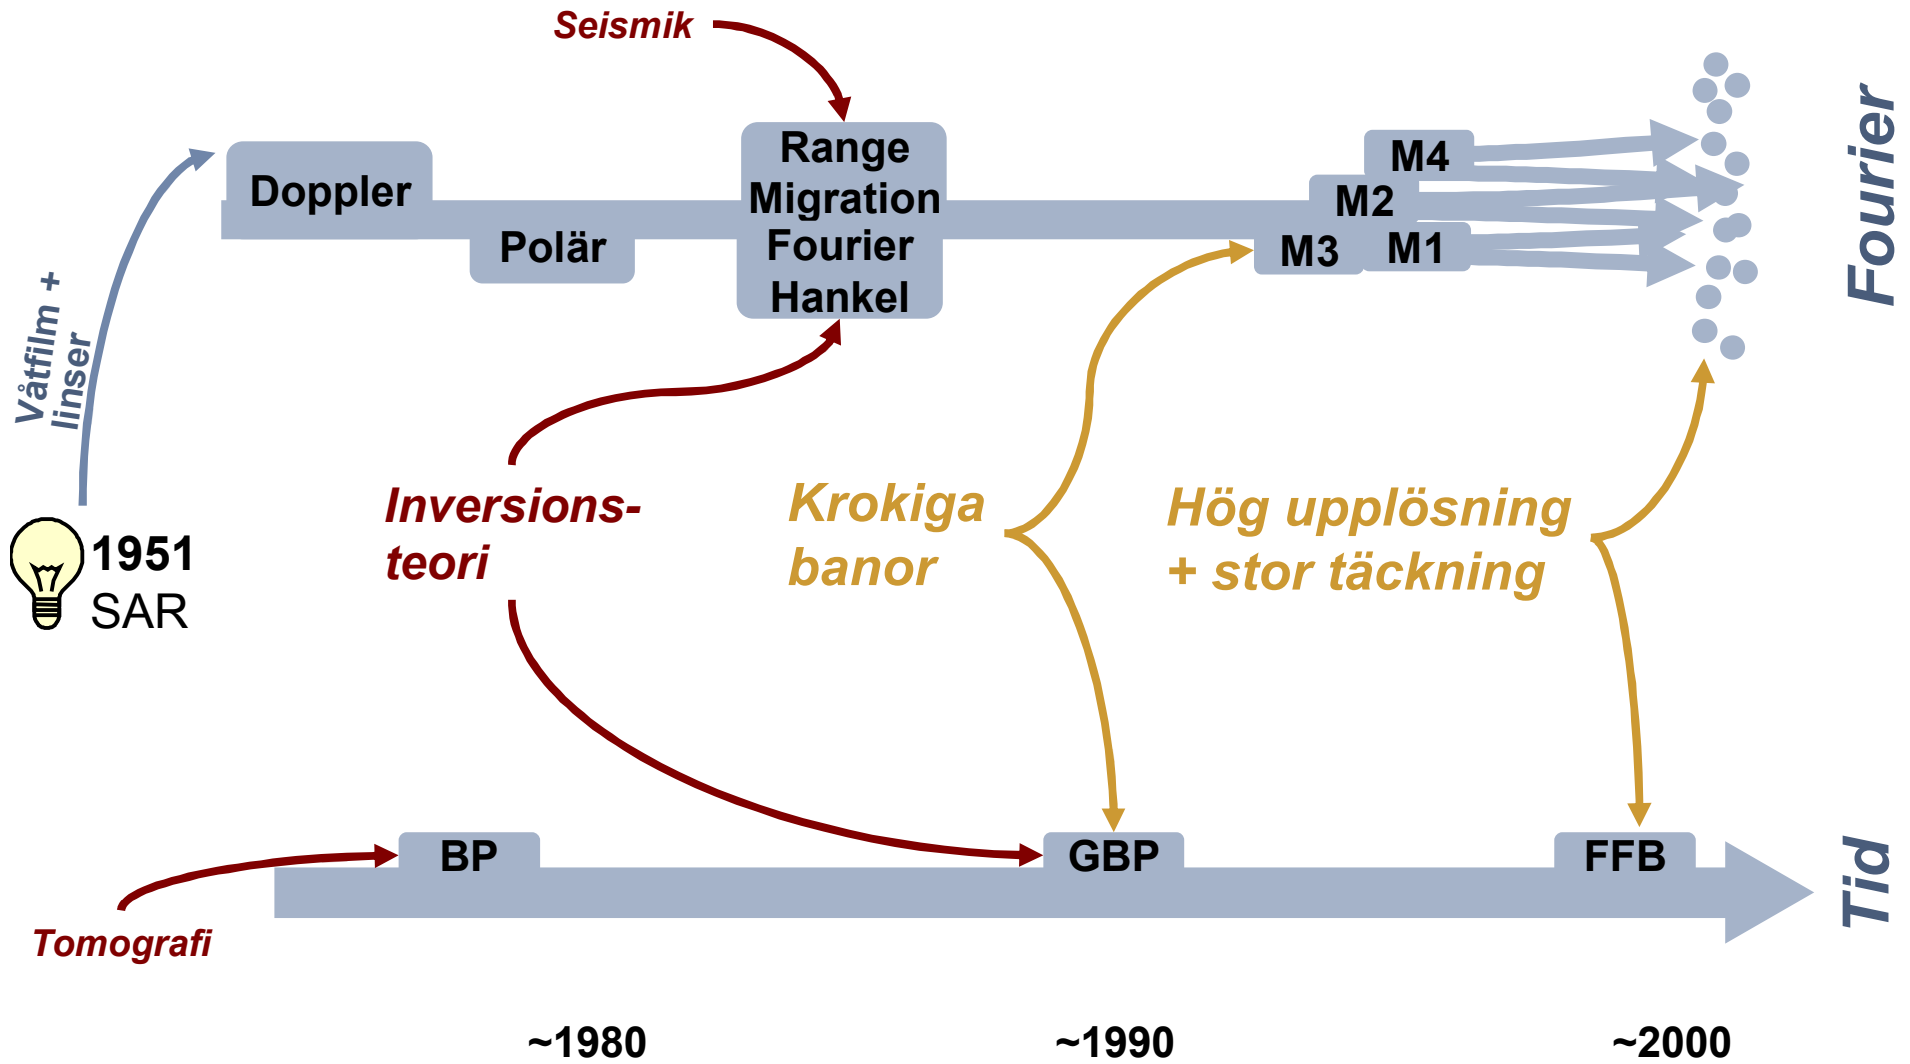 Seismik
Doppler
Polär
Range
Migration
Fourier
Hankel
M4
M2
M3
M1
Fourier
Våtfilm +
linser
1951
SAR
Inversions-
teori
Krokiga
banor
Hög upplösning
+ stor täckning
BP
GBP
FFB
Tid
Tomografi
~1980
~1990
~2000